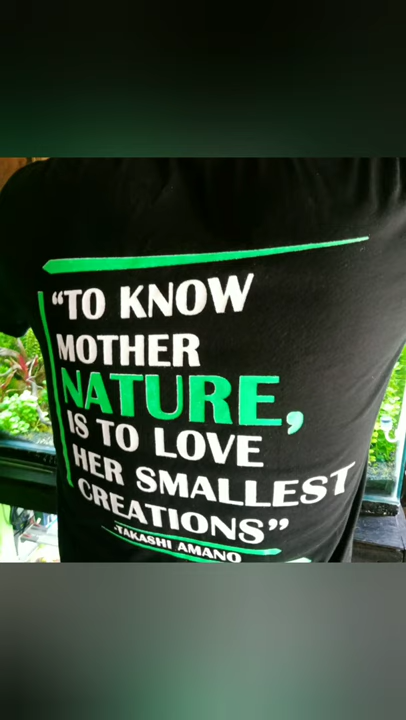 “TO KNOW
MOTHER
NATURE,
IS TO LOVE
HER SMALLEST
CREATIONS”
-TAKASHI AMANO